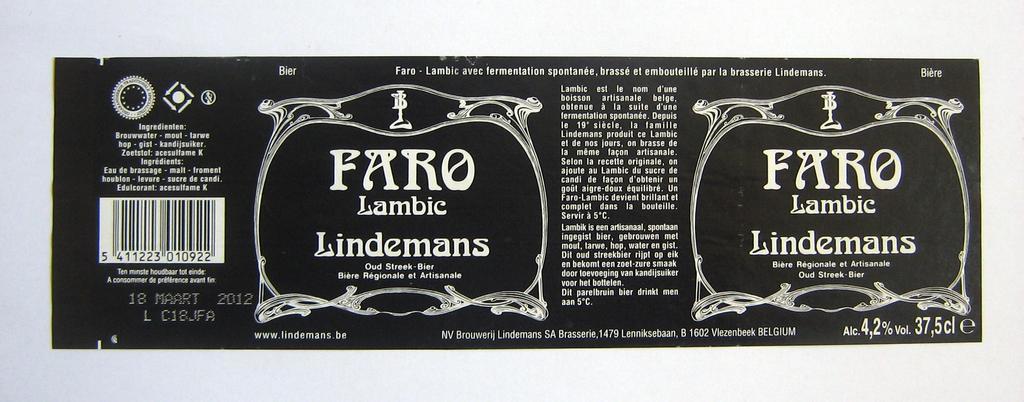 Bier
Faro - Lambic avec fermentation spontanée, brassé et embouteillé par la brasserie Lindemans.
Bière
Ingredienten:
Brouwwater - mout - tarwe
hop - gist - kandijsuiker.
Zoetstof: acesulfame K
Ingrédients:
Eau de brassage - malt - froment
houblon - levure - sucre de candi.
Edulcorant: acesulfame K
5 411223 010922
Ten minste houdbaar tot einde:
A consommer de préférence avant fin:
18 MAART 2012
L C18JFA
FARO
Lambic
Lindemans
Oud Streek-Bier
Bière Régionale et Artisanale
www.lindemans.be
Lambic est le nom d'une
boisson artisanale belge,
obtenue à la suite d'une
fermentation spontanée. Depuis
le 19e siècle, la famille
Lindemans produit ce Lambic
et de nos jours, on brasse de
la même façon artisanale.
Selon la recette originale, on
ajoute au Lambic du sucre de
candi de façon d'obtenir un
goût aigre-doux équilibré. Un
Faro-Lambic devient brillant et
complet dans la bouteille.
Servir à 5°C.
Lambik is een artisanaal, spontaan
ingegist bier, gebrouwen met
mout, tarwe, hop, water en gist.
Dit oud streekbier rijpt op eik
en bekomt een zoet-zure smaak
door toevoeging van kandijsuiker
voor het bottelen.
Dit parelbruin bier drinkt men
aan 5°C.
NV Brouwerij Lindemans SA Brasserie,1479 Lenniksebaan, B 1602 Vlezenbeek BELGIUM
FARO
Lambic
Lindemans
Bière Régionale et Artisanale
Oud Streek-Bier
Alc.4,2% Vol. 37,5cl ℮